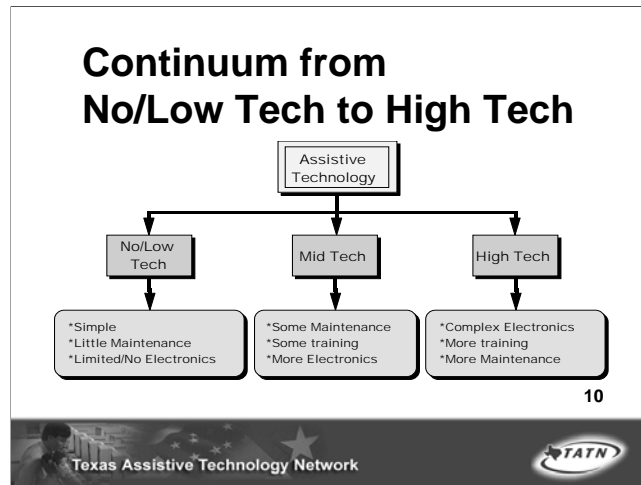 Continuum from
No/Low Tech to High Tech
Assistive
Technology
No/Low
Tech
Mid Tech
High Tech
*Simple
*Little Maintenance
*Limited/No Electronics
*Some Maintenance
*Some training
*More Electronics
*Complex Electronics
*More training
*More Maintenance
10
Texas Assistive Technology Network
TATN